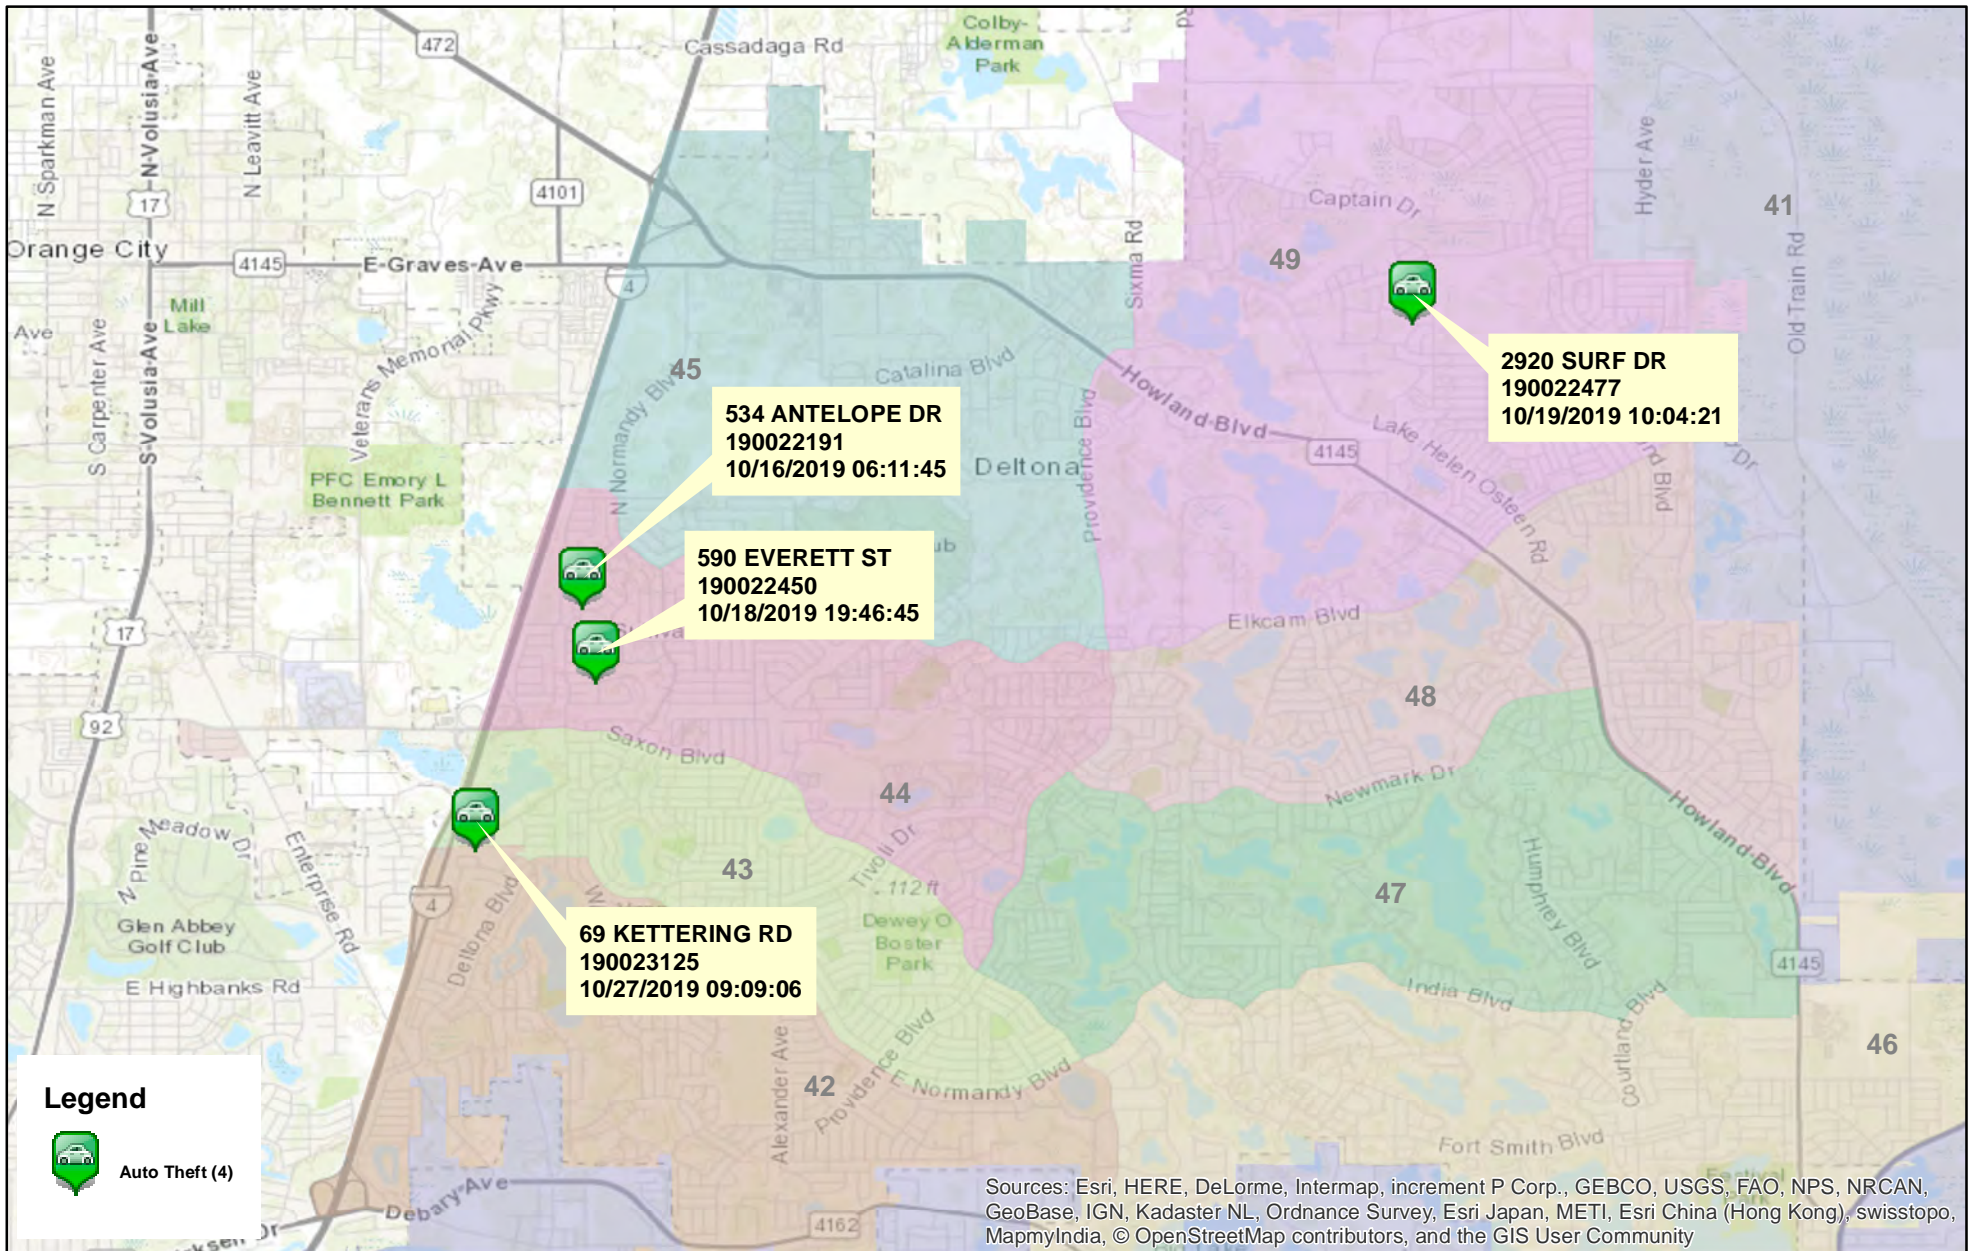 472
Cassadaga Rd
Colby-
Alderman
Park
N Sparkman Ave
N-Volusia-Ave
N Leavitt Ave
17
4101
Captain Dr
Hyder Ave
41
Orange City
4145
E-Graves-Ave
4
Sixma Rd
49
Old Train Rd
Mill
Lake
Ave
S Carpenter Ave
S-Volusia-Ave
Veterans Memorial Pkwy
45
N Normandy Blvd
Catalina Blvd
Providence Blvd
Howland-Blvd
4145
Lake Helen Osteen Rd
2920 SURF DR
190022477
10/19/2019 10:04:21
nd Blvd
Dr
534 ANTELOPE DR
190022191
10/16/2019 06:11:45
Deltona
PFC Emory L
Bennett Park
ub
590 EVERETT ST
190022450
10/18/2019 19:46:45
Elkcam Blvd
17
92
48
Saxon Blvd
44
Newmark Dr
Howland-Blvd
N Pine Meadow Dr
Enterprise Rd
43
Tivoli Dr
112 ft
47
Humphrey Blvd
4
Deltona Blvd
W
Glen Abbey
Golf Club
Dewey O
Boster
Park
69 KETTERING RD
190023125
10/27/2019 09:09:06
4145
E Highbanks Rd
India Blvd
Courtland Blvd
46
Alexander Ave
42
Providence Blvd
E Normandy Blvd
Fort Smith Blvd
Festival
Park
Legend
Auto Theft (4)
Debary-Ave
4162
ksen Dr
Big Lake
Sources: Esri, HERE, DeLorme, Intermap, increment P Corp., GEBCO, USGS, FAO, NPS, NRCAN,
GeoBase, IGN, Kadaster NL, Ordnance Survey, Esri Japan, METI, Esri China (Hong Kong), swisstopo,
MapmyIndia, © OpenStreetMap contributors, and the GIS User Community